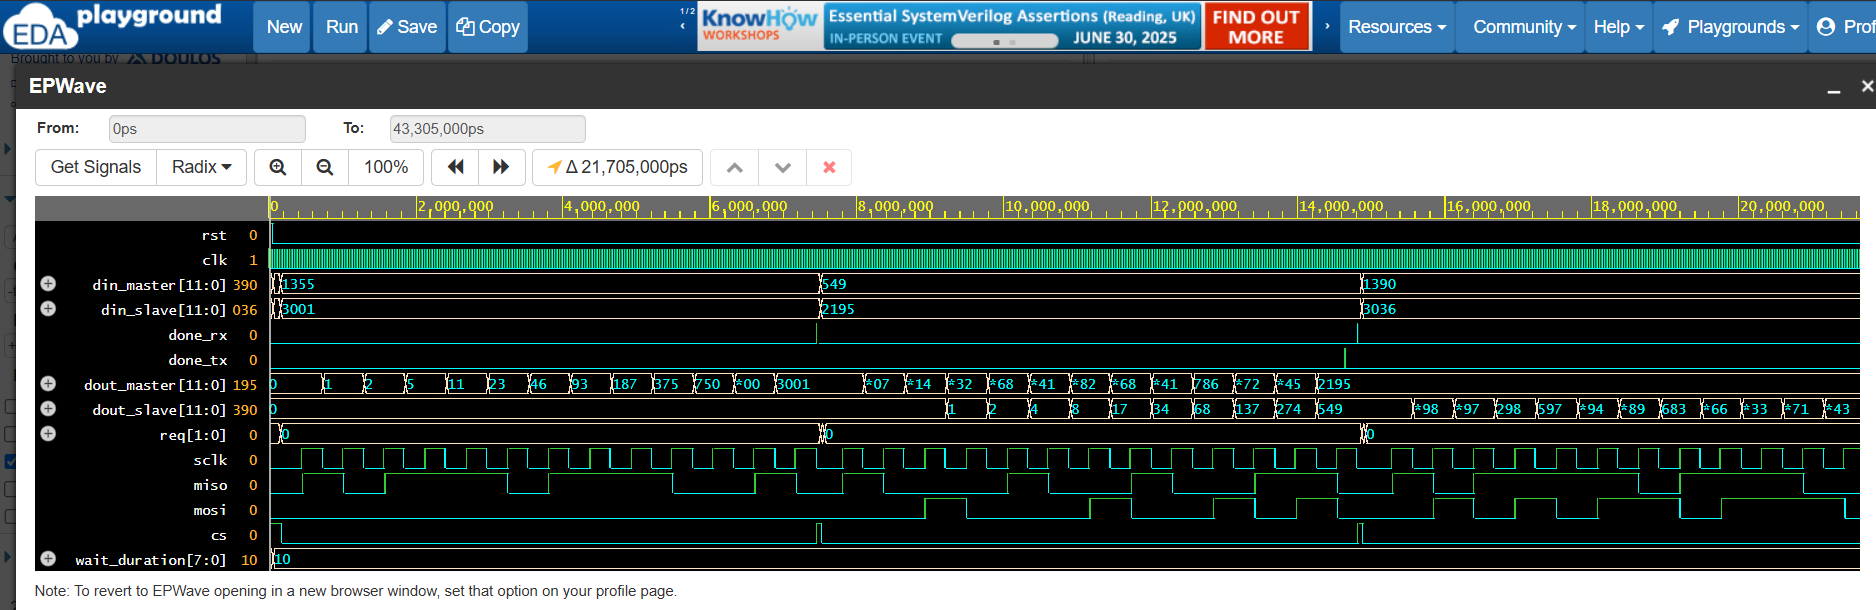 EDA playground
New Run Save Copy
1/2
KnowHow WORKSHOPS
Essential SystemVerilog Assertions (Reading, UK)
IN-PERSON EVENT JUNE 30, 2025
FIND OUT MORE
Resources Community Help Playgrounds Prof
Brought to you by DOULOS
EPWave
From: 0ps To: 43,305,000ps
Get Signals Radix 100% Δ 21,705,000ps
0 2,000,000 4,000,000 6,000,000 8,000,000 10,000,000 12,000,000 14,000,000 16,000,000 18,000,000 20,000,000
rst 0
clk 1
din_master[11:0] 390 1355 549 1390
din_slave[11:0] 036 3001 2195 3036
done_rx 0
done_tx 0
dout_master[11:0] 195 0 1 2 5 11 23 46 93 187 375 750 *00 3001 *07 *14 *32 *68 *41 *82 *68 *41 786 *72 *45 2195
dout_slave[11:0] 390 0 1 2 4 8 17 34 68 137 274 549 *98 *97 298 597 *94 *89 683 *66 *33 *71 *43
req[1:0] 0 0 0 0
sclk 0
miso 0
mosi 0
cs 0
wait_duration[7:0] 10 10
Note: To revert to EPWave opening in a new browser window, set that option on your profile page.